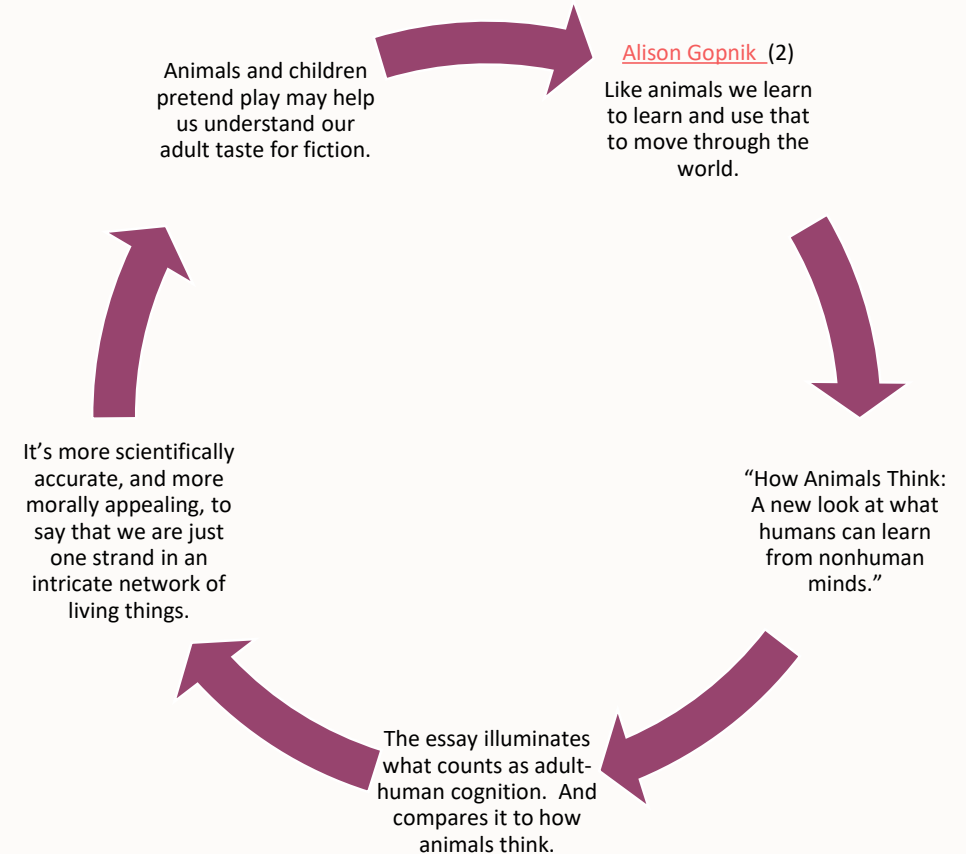 Animals and children
pretend play may help
us understand our
adult taste for fiction.
Alison Gopnik (2)
Like animals we learn
to learn and use that
to move through the
world.
“How Animals Think:
A new look at what
humans can learn
from nonhuman
minds.”
The essay illuminates
what counts as adult-
human cognition.  And
compares it to how
animals think.
It’s more scientifically
accurate, and more
morally appealing, to
say that we are just
one strand in an
intricate network of
living things.